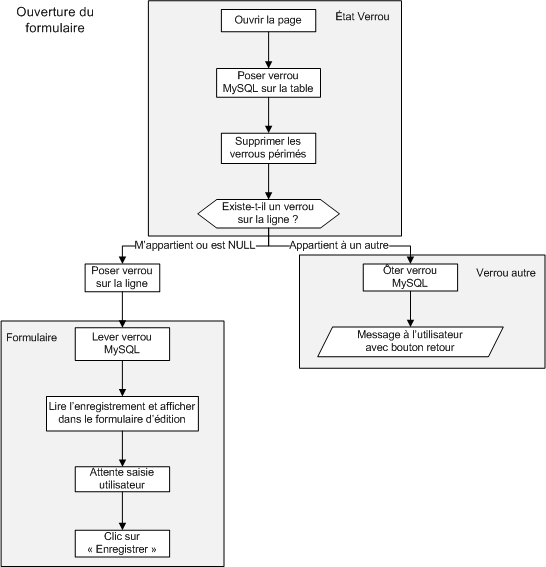 Ouverture du
formulaire
État Verrou
Ouvrir la page
Poser verrou
MySQL sur la table
Supprimer les
verrous périmés
Existe-t-il un verrou
sur la ligne ?
M'appartient ou est NULL
Appartient à un autre
Poser verrou
sur la ligne
Ôter verrou
MySQL
Verrou autre
Message à l'utilisateur
avec bouton retour
Formulaire
Lever verrou
MySQL
Lire l'enregistrement et afficher
dans le formulaire d'édition
Attente saisie
utilisateur
Clic sur
« Enregistrer »